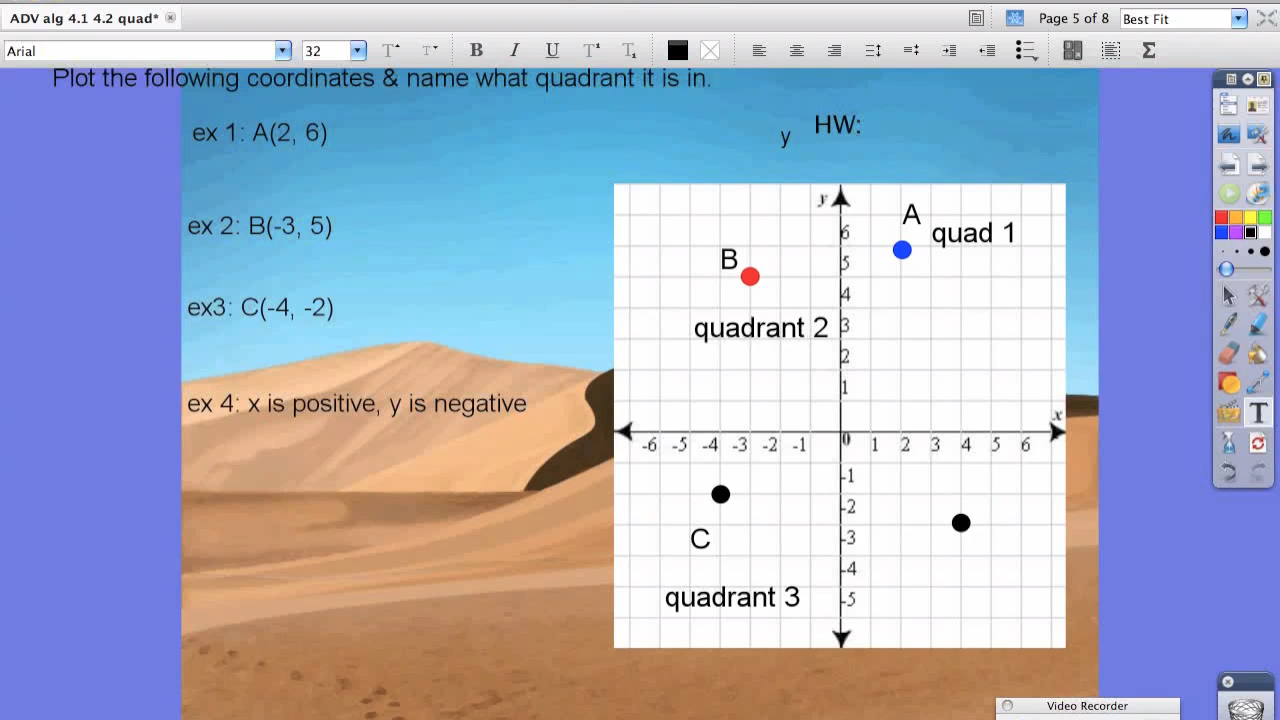 ADV alg 4.1 4.2 quad*
Page 5 of 8
Best Fit
Arial
32
B I U T T
Plot the following coordinates & name what quadrant it is in.
ex 1: A(2, 6)
y HW:
ex 2: B(-3, 5)
ex3: C(-4, -2)
ex 4: x is positive, y is negative
y
A
6
quad 1
B
5
4
quadrant 2
3
2
1
x
-6 -5 -4 -3 -2 -1 0 1 2 3 4 5 6
-1
-2
C
-3
-4
quadrant 3
-5
Video Recorder